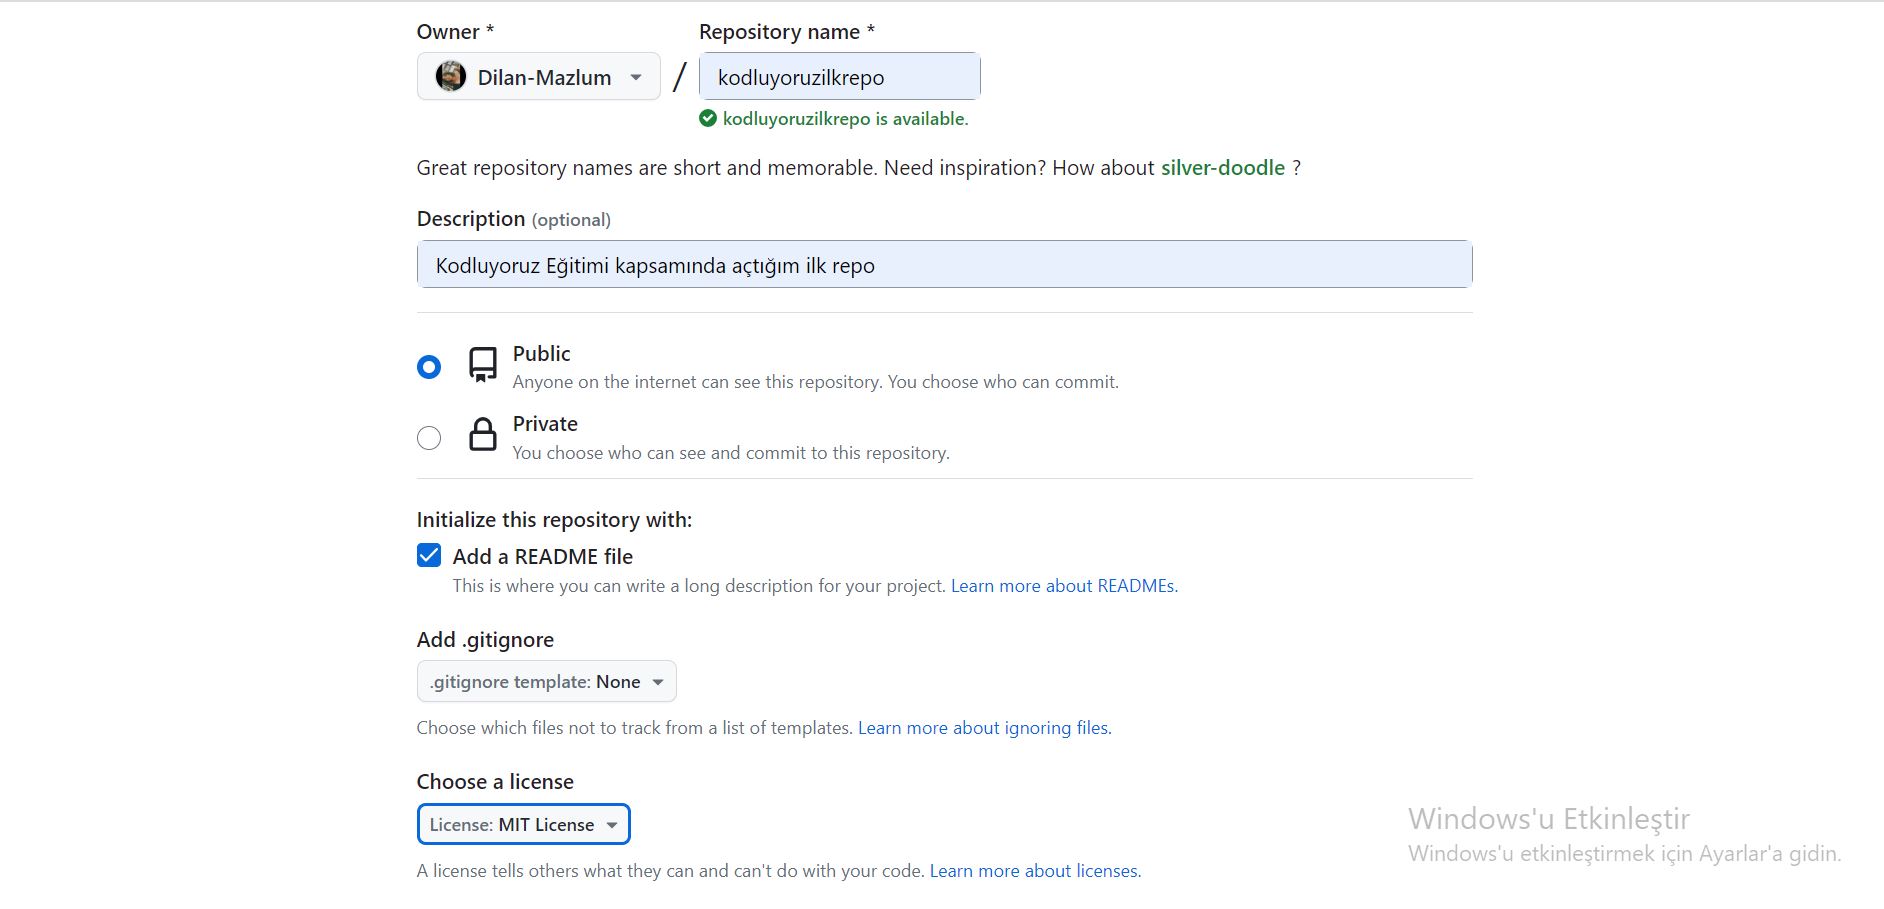 Owner *
Repository name *
Dilan-Mazlum
/
kodluyoruzilkrepo
kodluyoruzilkrepo is available.
Great repository names are short and memorable. Need inspiration? How about silver-doodle ?
Description (optional)
Kodluyoruz Eğitimi kapsamında açtığım ilk repo
Public
Anyone on the internet can see this repository. You choose who can commit.
Private
You choose who can see and commit to this repository.
Initialize this repository with:
Add a README file
This is where you can write a long description for your project. Learn more about READMEs.
Add .gitignore
.gitignore template: None
Choose which files not to track from a list of templates. Learn more about ignoring files.
Choose a license
License: MIT License
A license tells others what they can and can't do with your code. Learn more about licenses.
Windows'u Etkinleştir
Windows'u etkinleştirmek için Ayarlar'a gidin.